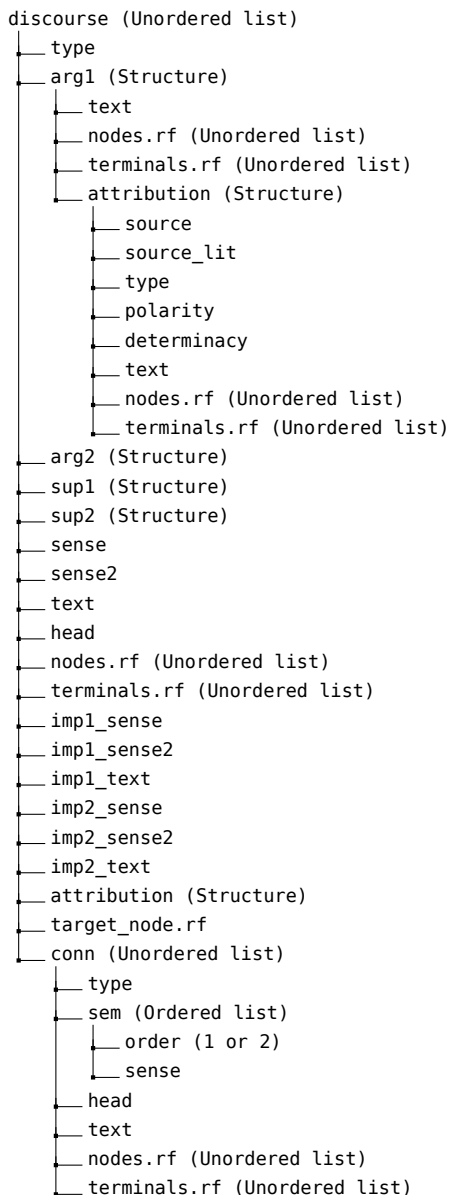 discourse (Unordered list)
type
arg1 (Structure)
text
nodes.rf (Unordered list)
terminals.rf (Unordered list)
attribution (Structure)
source
source_lit
type
polarity
determinacy
text
nodes.rf (Unordered list)
terminals.rf (Unordered list)
arg2 (Structure)
sup1 (Structure)
sup2 (Structure)
sense
sense2
text
head
nodes.rf (Unordered list)
terminals.rf (Unordered list)
imp1_sense
imp1_sense2
imp1_text
imp2_sense
imp2_sense2
imp2_text
attribution (Structure)
target_node.rf
conn (Unordered list)
type
sem (Ordered list)
order (1 or 2)
sense
head
text
nodes.rf (Unordered list)
terminals.rf (Unordered list)